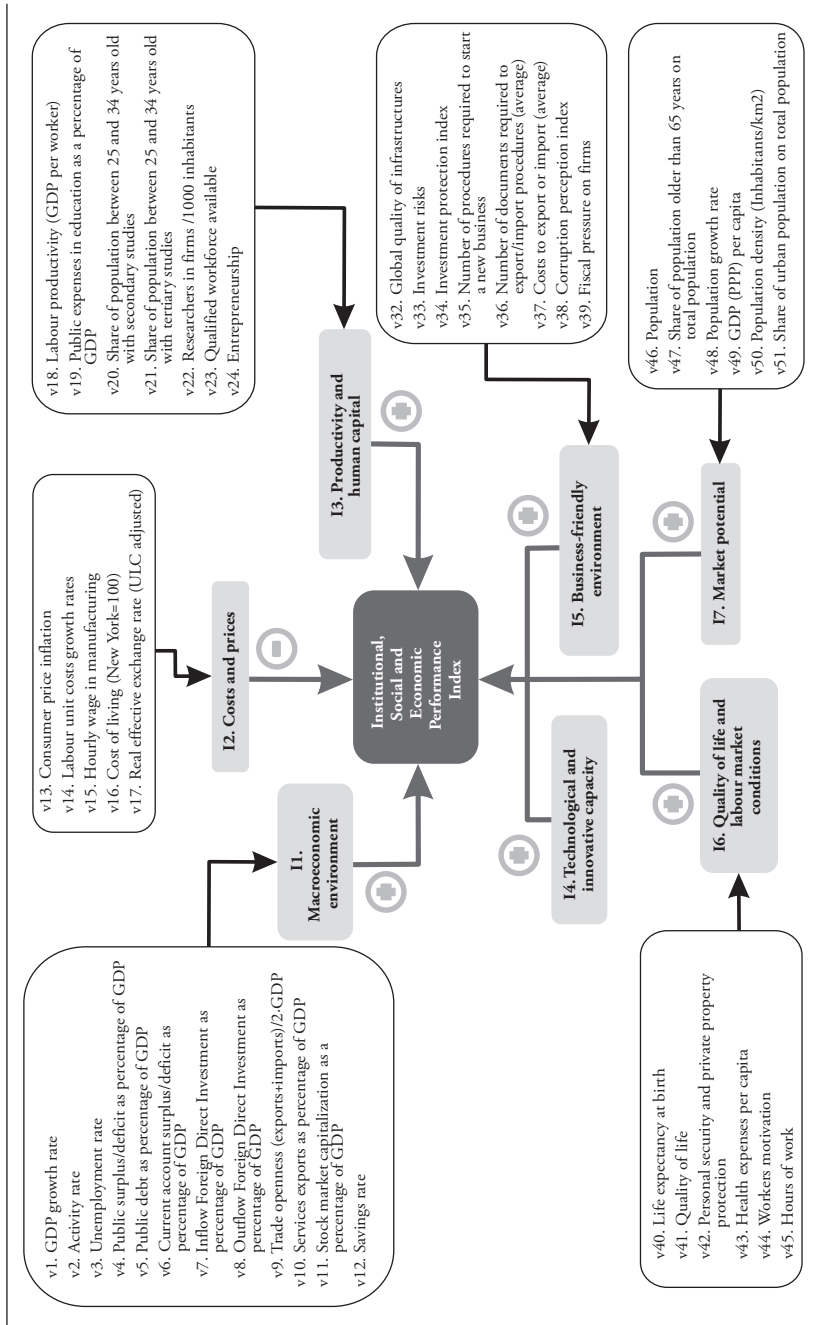 v1. GDP growth rate
v2. Activity rate
v3. Unemployment rate
v4. Public surplus/deficit as percentage of GDP
v5. Public debt as percentage of GDP
v6. Current account surplus/deficit as
percentage of GDP
v7. Inflow Foreign Direct Investment as
percentage of GDP
v8. Outflow Foreign Direct Investment as
percentage of GDP
v9. Trade openness (exports+imports)/2·GDP
v10. Services exports as percentage of GDP
v11. Stock market capitalization as a
percentage of GDP
v12. Savings rate
v13. Consumer price inflation
v14. Labour unit costs growth rates
v15. Hourly wage in manufacturing
v16. Cost of living (New York=100)
v17. Real effective exchange rate (ULC adjusted)
v18. Labour productivity (GDP per worker)
v19. Public expenses in education as a percentage of
GDP
v20. Share of population between 25 and 34 years old
with secondary studies
v21. Share of population between 25 and 34 years old
with tertiary studies
v22. Researchers in firms /1000 inhabitants
v23. Qualified workforce available
v24. Entrepreneurship
I1.
Macroeconomic
environment
I2. Costs and prices
I3. Productivity and
human capital
Institutional,
Social and
Economic
Performance
Index
I4. Technological and
innovative capacity
I5. Business-friendly
environment
v32. Global quality of infrastructures
v33. Investment risks
v34. Investment protection index
v35. Number of procedures required to start
a new business
v36. Number of documents required to
export/import procedures (average)
v37. Costs to export or import (average)
v38. Corruption perception index
v39. Fiscal pressure on firms
I6. Quality of life and
labour market
conditions
I7. Market potential
v40. Life expectancy at birth
v41. Quality of life
v42. Personal security and private property
protection
v43. Health expenses per capita
v44. Workers motivation
v45. Hours of work
v46. Population
v47. Share of population older than 65 years on
total population
v48. Population growth rate
v49. GDP (PPP) per capita
v50. Population density (Inhabitants/km2)
v51. Share of urban population on total population